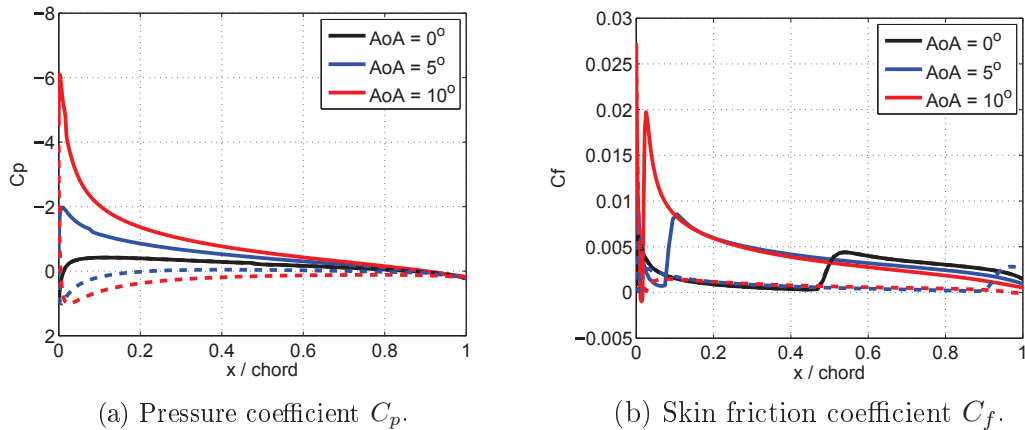 −8
−6
−4
−2
0
2
Cp
0
0.2
0.4
0.6
0.8
1
x / chord
AoA = 0°
AoA = 5°
AoA = 10°
(a) Pressure coefficient Cp.
0.03
0.025
0.02
0.015
0.01
0.005
0
−0.005
Cf
0
0.2
0.4
0.6
0.8
1
x / chord
AoA = 0°
AoA = 5°
AoA = 10°
(b) Skin friction coefficient Cf.